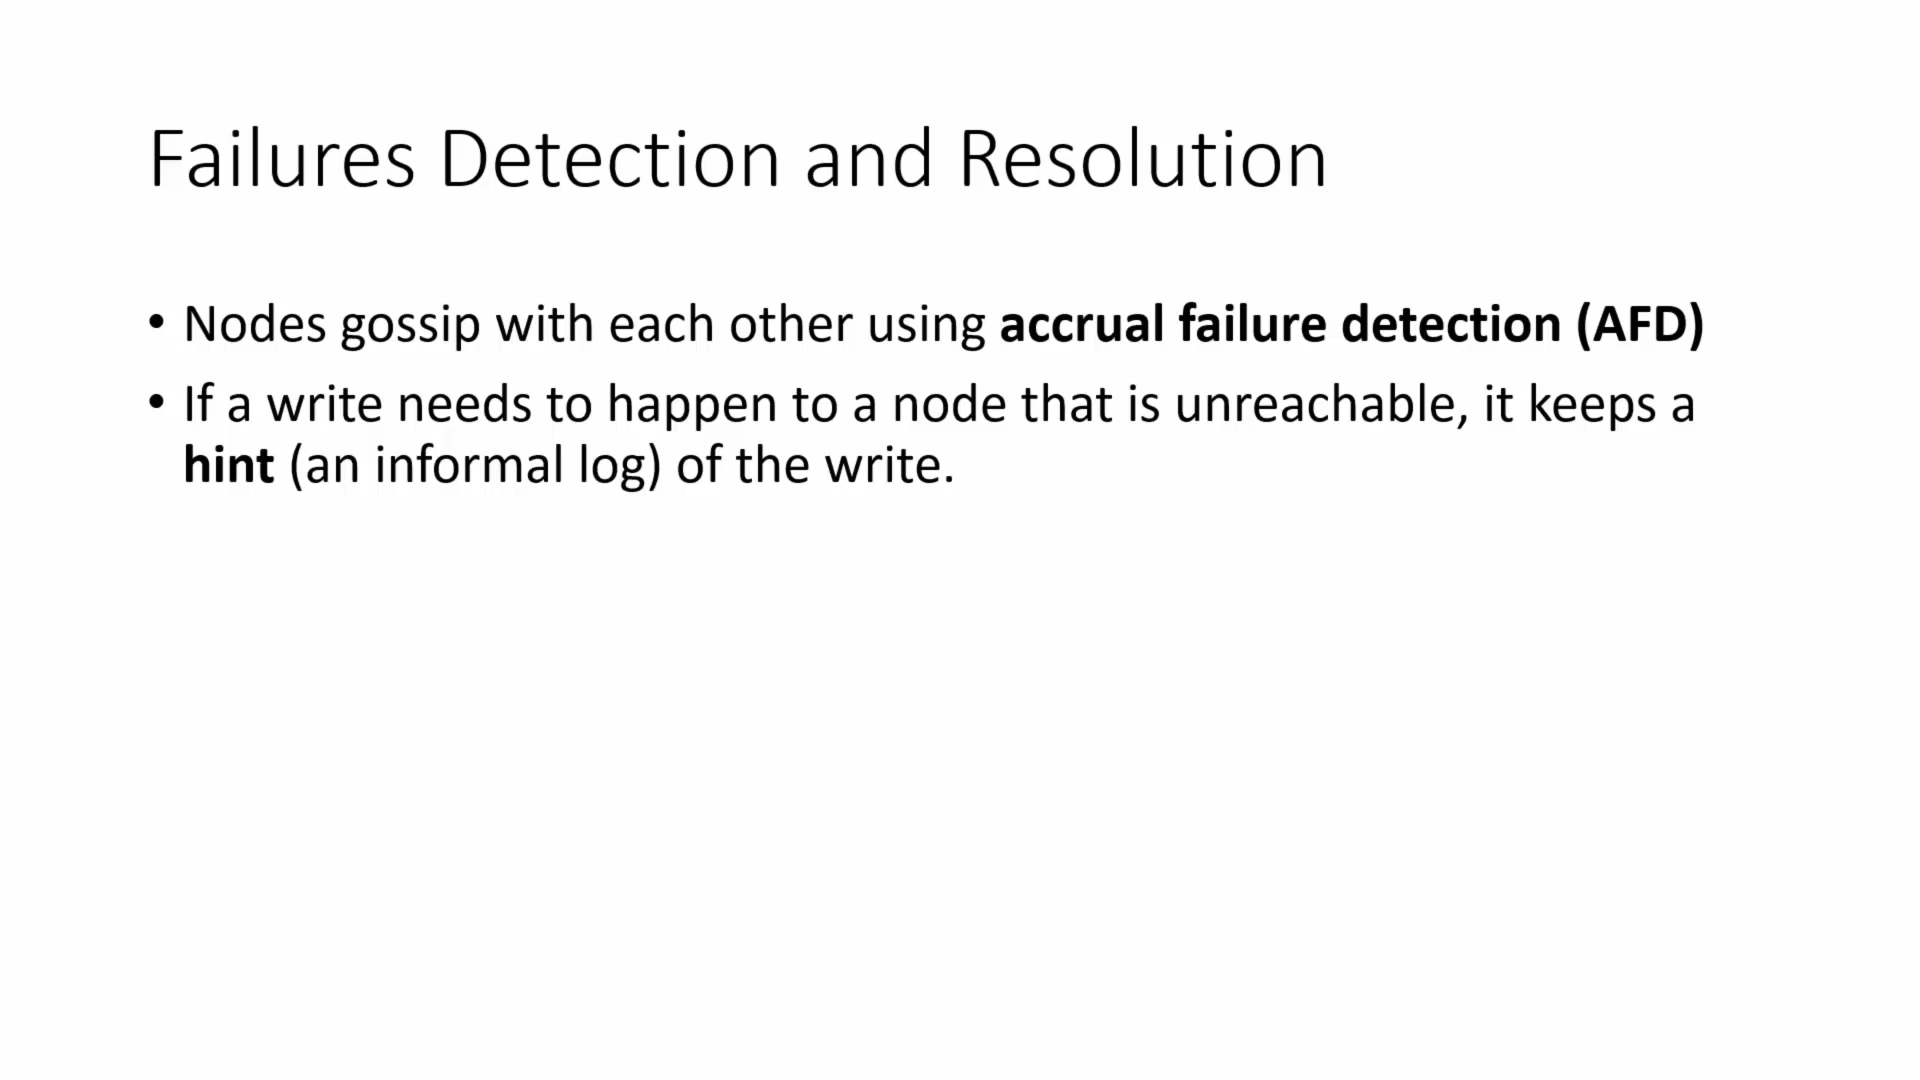 Failures Detection and Resolution
• Nodes gossip with each other using accrual failure detection (AFD)
• If a write needs to happen to a node that is unreachable, it keeps a
hint (an informal log) of the write.